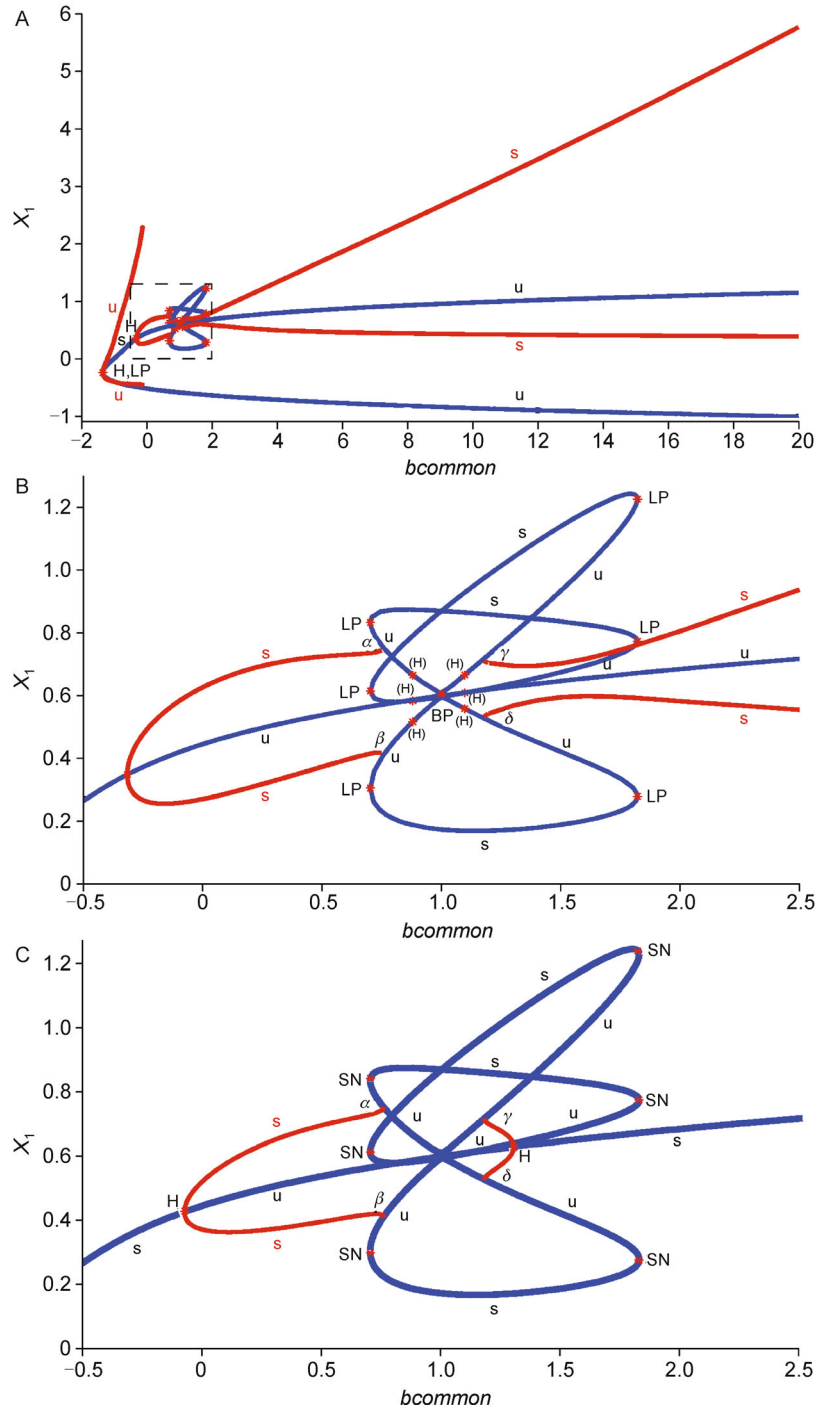 A
6
5
4
3
2
1
0
−1
X1
s
u
s
u
u
H
s
H,LP
u
−2 0 2 4 6 8 10 12 14 16 18 20
bcommon
B
1.2
1.0
0.8
0.6
0.4
0.2
0
X1
LP
s
u
s
s
LP
α
u
LP
s
(H)
(H)
γ
u
u
LP
(H)
(H)
BP
(H)
(H)
δ
s
u
β
u
u
s
LP
LP
s
−0.5 0 0.5 1.0 1.5 2.0 2.5
bcommon
C
1.2
1.0
0.8
0.6
0.4
0.2
0
X1
SN
s
u
s
SN
SN
α
s
u
γ
u
SN
u
H
s
δ
H
u
β
u
u
s
s
SN
SN
s
−0.5 0 0.5 1.0 1.5 2.0 2.5
bcommon